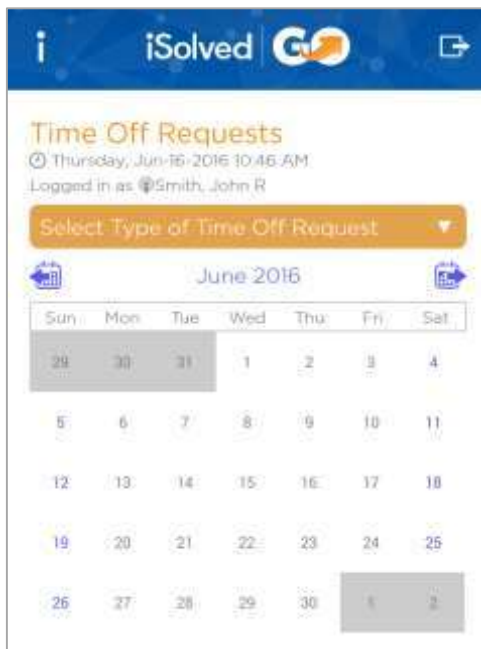 i iSolved GO
Time Off Requests
Thursday, Jun-16-2016 10:46 AM
Logged in as Smith, John R
Select Type of Time Off Request
June 2016
Sun Mon Tue Wed Thu Fri Sat
29 30 31 1 2 3 4
5 6 7 8 9 10 11
12 13 14 15 16 17 18
19 20 21 22 23 24 25
26 27 28 29 30 1 2